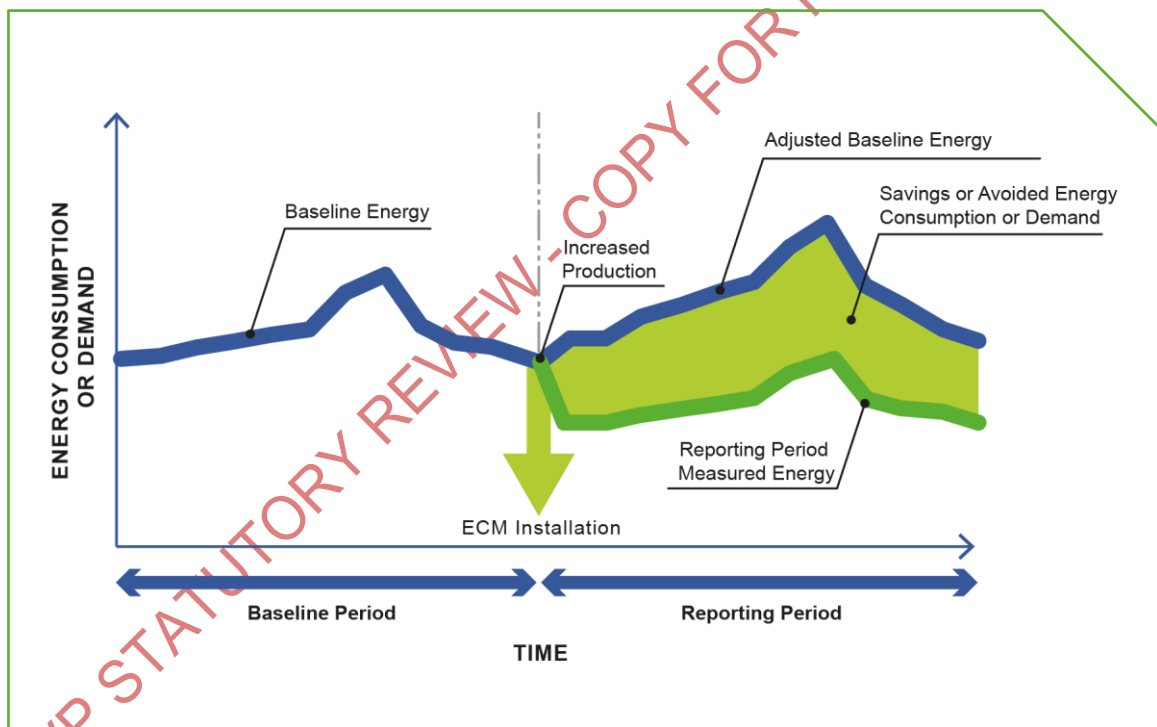 Adjusted Baseline Energy
Savings or Avoided Energy
Consumption or Demand
Baseline Energy
Increased
Production
ENERGY CONSUMPTION
OR DEMAND
Reporting Period
Measured Energy
ECM Installation
Baseline Period
Reporting Period
TIME
STATUTORY REVIEW - COPY FOR